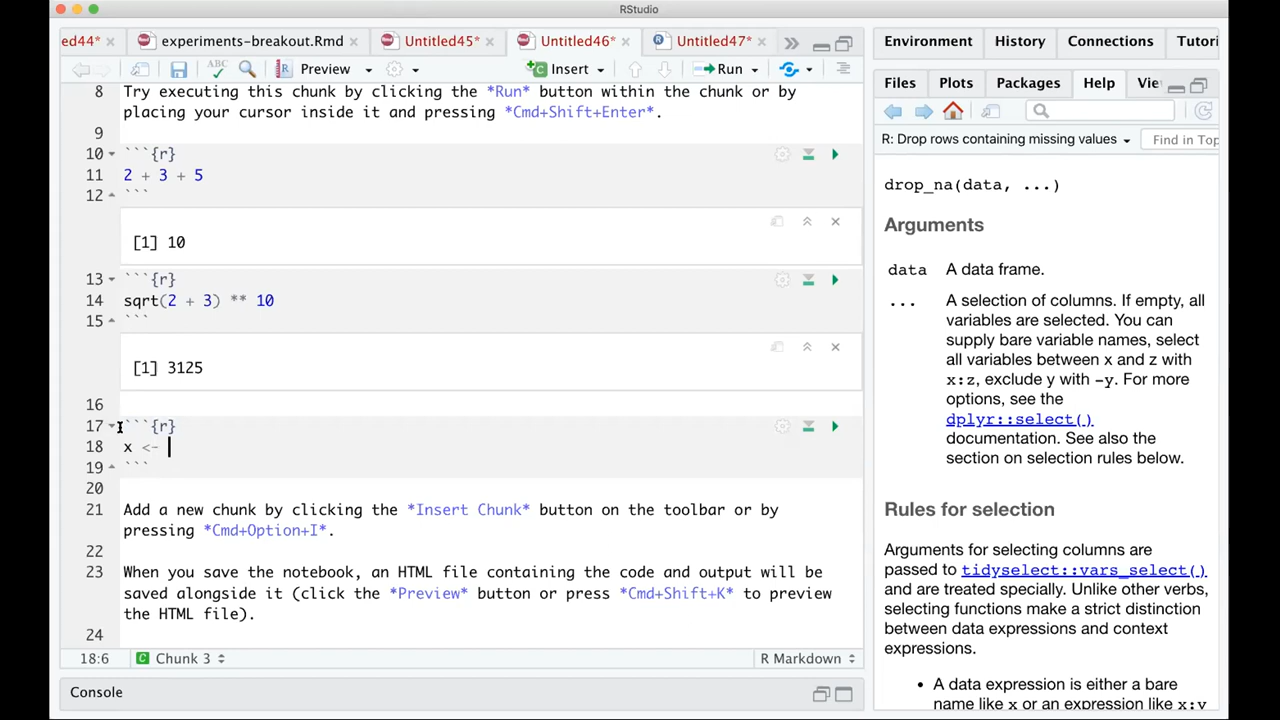 RStudio
ed44*
experiments-breakout.Rmd
Untitled45*
Untitled46*
Untitled47*
ABC
Preview
Insert
Run
8 Try executing this chunk by clicking the *Run* button within the chunk or by
placing your cursor inside it and pressing *Cmd+Shift+Enter*.
9
10 ```{r}
11 2 + 3 + 5
12 ```
[1] 10
13 ```{r}
14 sqrt(2 + 3) ** 10
15 ```
[1] 3125
16
17 ```{r}
18 x <-
19 ```
20
21 Add a new chunk by clicking the *Insert Chunk* button on the toolbar or by
pressing *Cmd+Option+I*.
22
23 When you save the notebook, an HTML file containing the code and output will be
saved alongside it (click the *Preview* button or press *Cmd+Shift+K* to preview
the HTML file).
24
18:6 C Chunk 3 R Markdown
Console
Environment History Connections Tutori
Files Plots Packages Help Vie
R: Drop rows containing missing values Find in Top
drop_na(data, ...)
Arguments
data A data frame.
... A selection of columns. If empty, all
variables are selected. You can
supply bare variable names, select
all variables between x and z with
x:z, exclude y with -y. For more
options, see the
dplyr::select()
documentation. See also the
section on selection rules below.
Rules for selection
Arguments for selecting columns are
passed to tidyselect::vars_select()
and are treated specially. Unlike other verbs,
selecting functions make a strict distinction
between data expressions and context
expressions.
• A data expression is either a bare
name like x or an expression like x:y